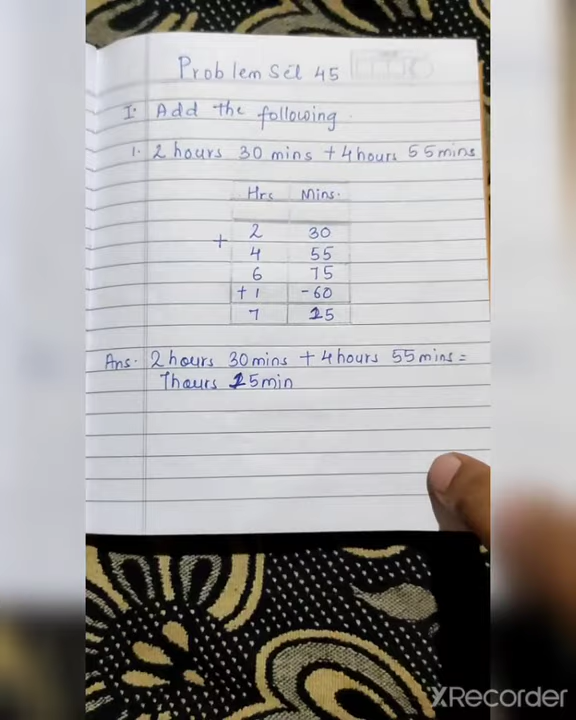 Problem Set 45
I. Add the following.
1. 2 hours 30 mins + 4 hours 55 mins
Hrs Mins.
2 30
+ 4 55
6 75
+ 1 - 60
7 25
Ans. 2 hours 30 mins + 4 hours 55 mins =
7 hours 25 min
XRecorder